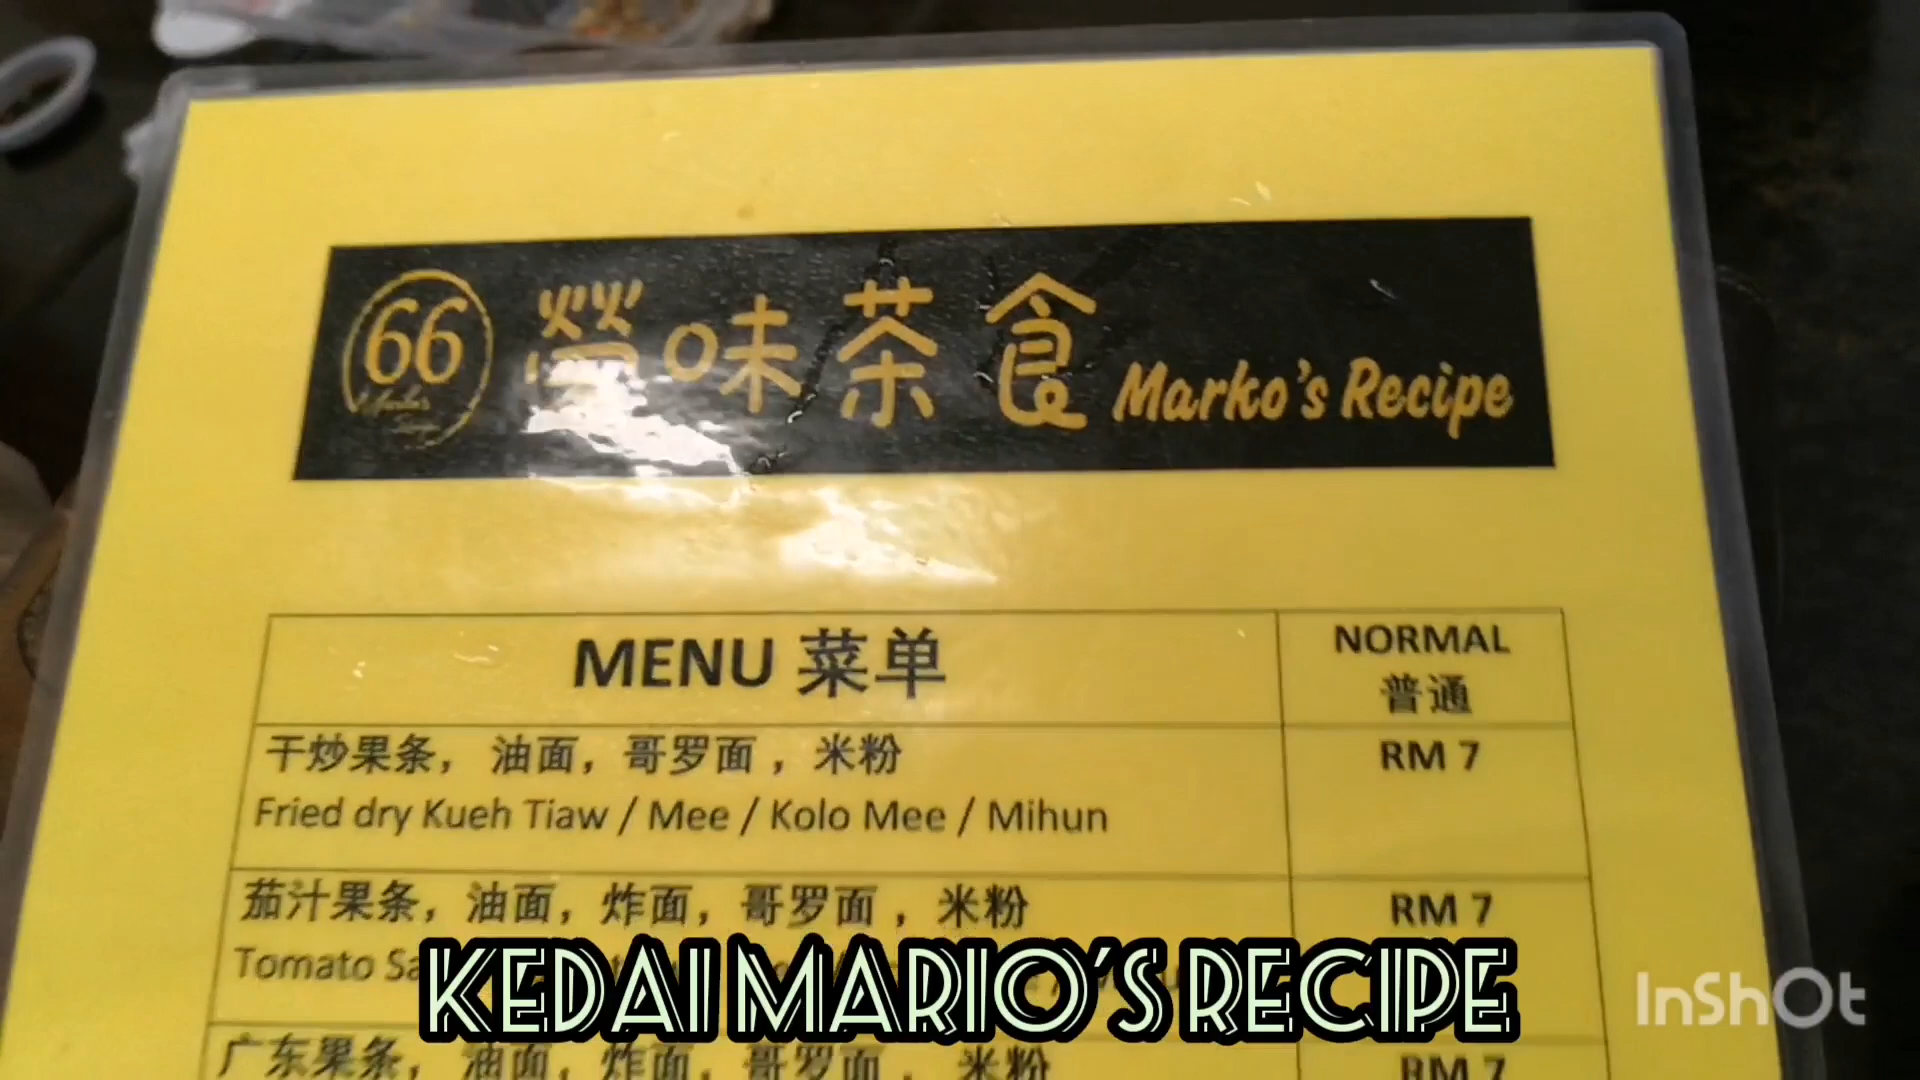 66
味茶食 Marko's Recipe
MENU 菜单
NORMAL
普通
干炒果条, 油面, 哥罗面, 米粉
RM 7
Fried dry Kueh Tiaw / Mee / Kolo Mee / Mihun
茄汁果条, 油面, 炸面, 哥罗面, 米粉
RM 7
Tomato
KEDAI MARIO'S RECIPE
InShOt
广东果条, 油面, 炸面, 哥罗面, 米粉
RM 7